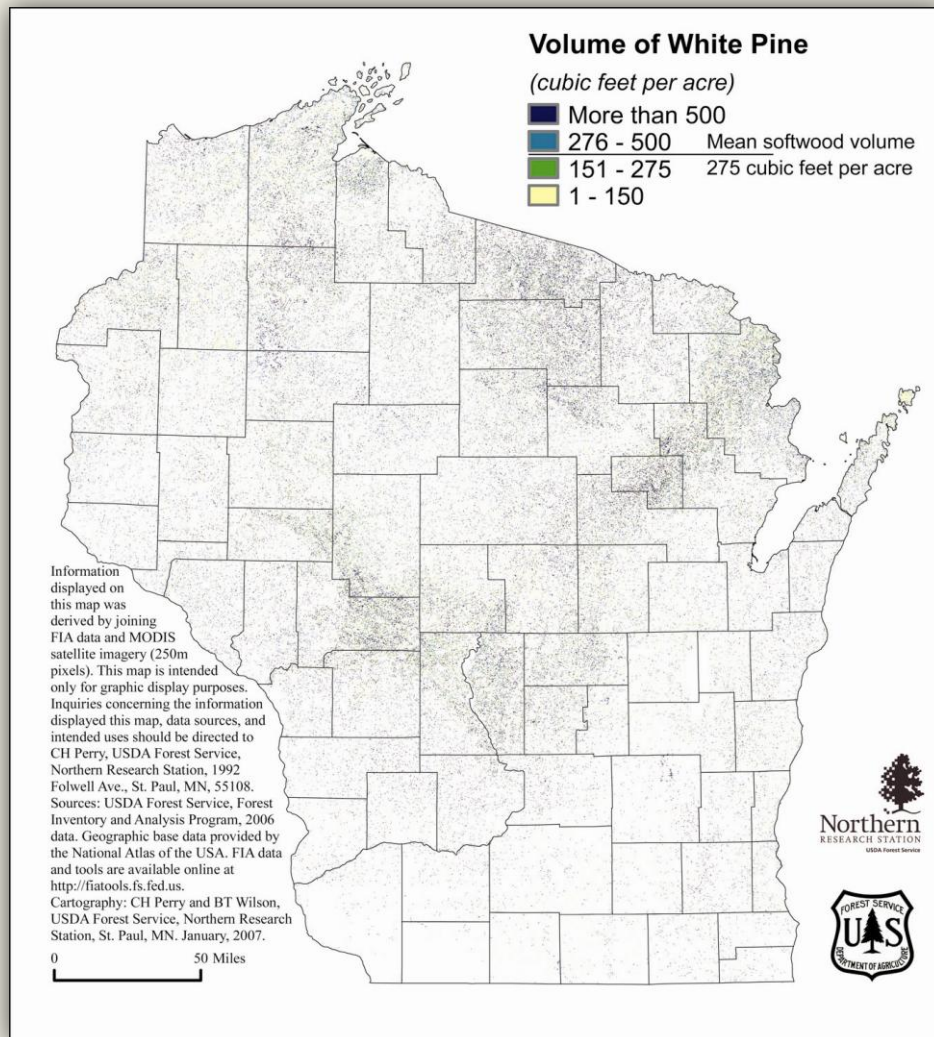 Volume of White Pine
(cubic feet per acre)
More than 500
276 - 500 Mean softwood volume
151 - 275 275 cubic feet per acre
1 - 150
Information
displayed on
this map was
derived by joining
FIA data and MODIS
satellite imagery (250m
pixels). This map is intended
only for graphic display purposes.
Inquiries concerning the information
displayed this map, data sources, and
intended uses should be directed to
CH Perry, USDA Forest Service,
Northern Research Station, 1992
Folwell Ave., St. Paul, MN, 55108.
Sources: USDA Forest Service, Forest
Inventory and Analysis Program, 2006
data. Geographic base data provided by
the National Atlas of the USA. FIA data
and tools are available online at
http://fiatools.fs.fed.us.
Cartography: CH Perry and BT Wilson,
USDA Forest Service, Northern Research
Station, St. Paul, MN. January, 2007.
0 50 Miles
Northern
RESEARCH STATION
USDA Forest Service
FOREST SERVICE
U S
DEPARTMENT OF AGRICULTURE